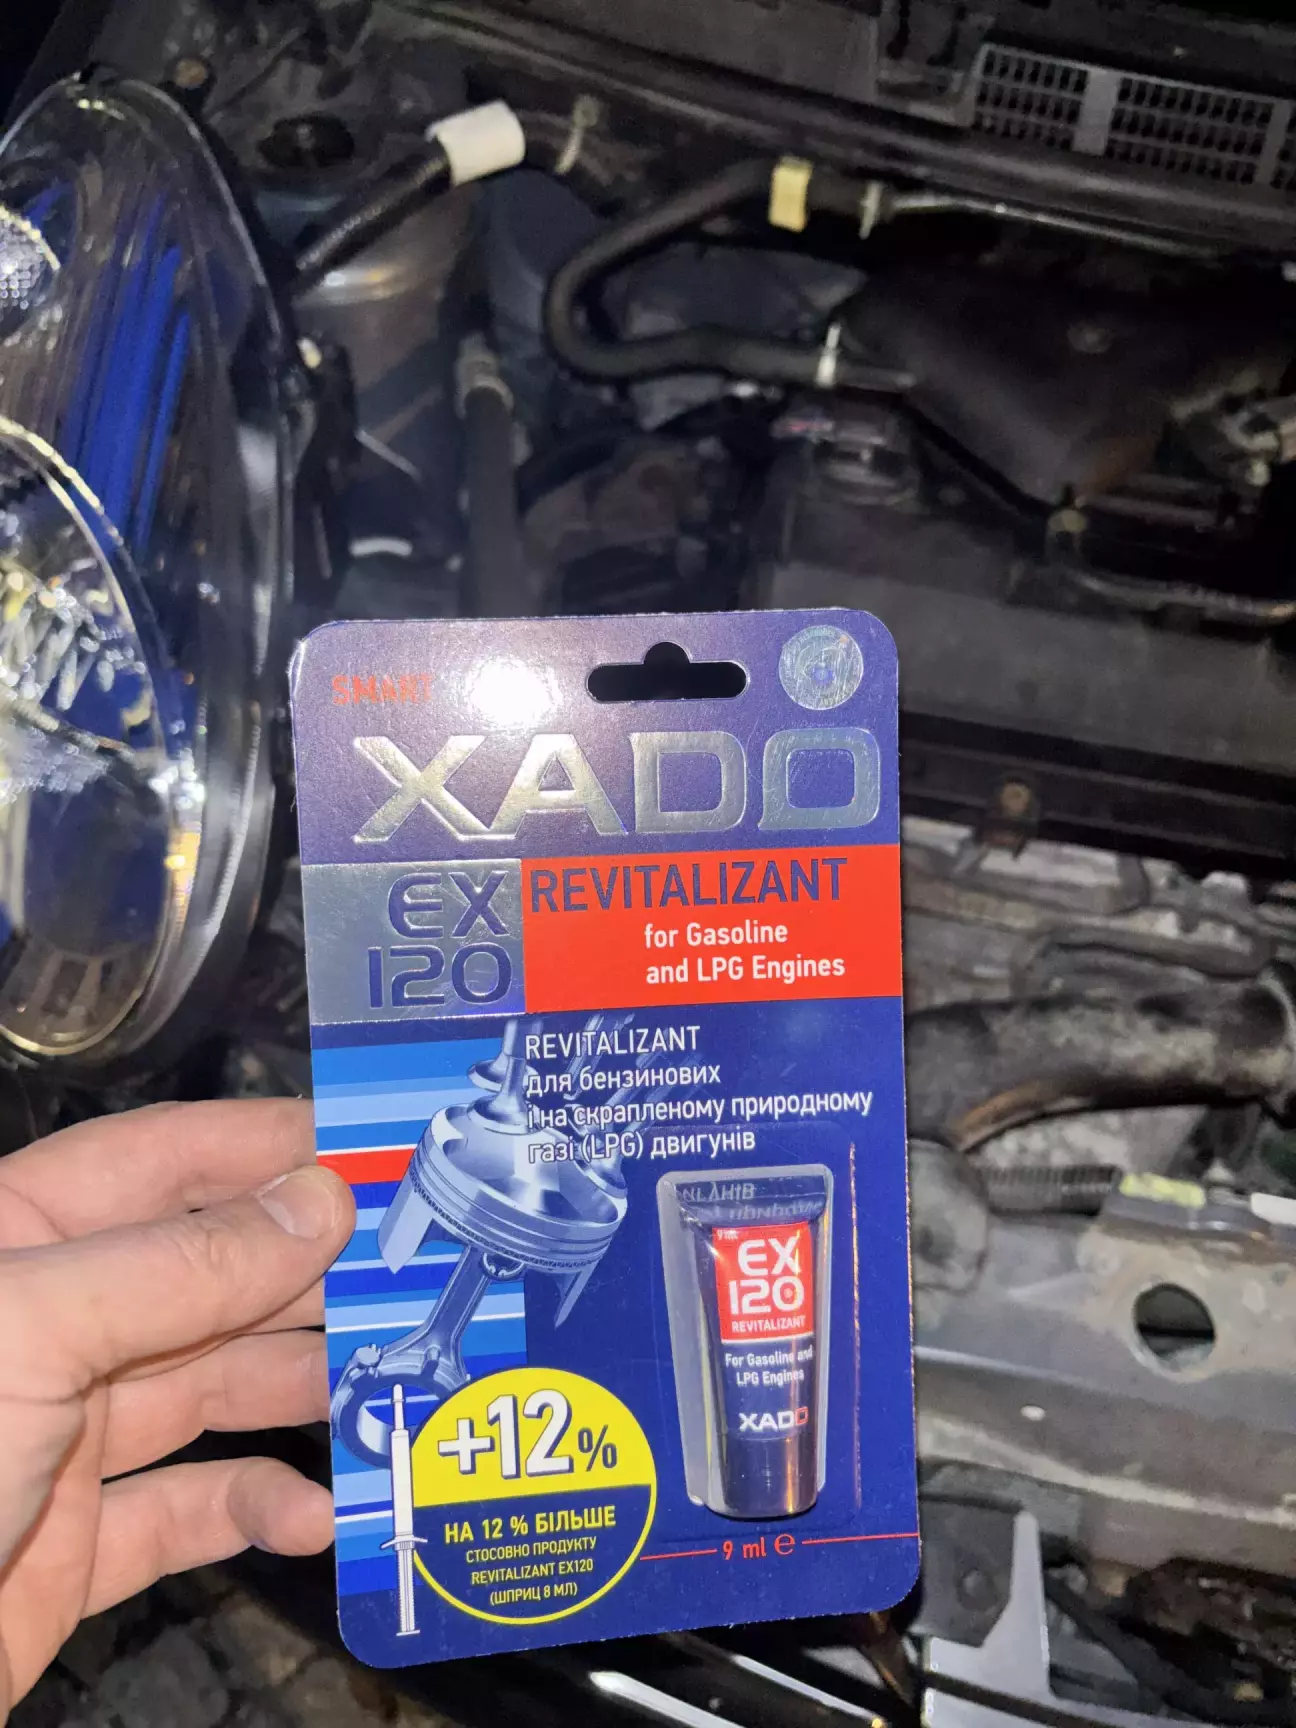 SMART
XADO
EX
120
REVITALIZANT
for Gasoline
and LPG Engines
REVITALIZANT
для бензинових
і на скрапленому природному
газі (LPG) двигунів
EX
120
REVITALIZANT
For Gasoline and
LPG Engines
XADO
+12%
НА 12 % БІЛЬШЕ
СТОСОВНО ПРОДУКТУ
REVITALIZANT EX120
(ШПРИЦ 8 МЛ)
9 ml e